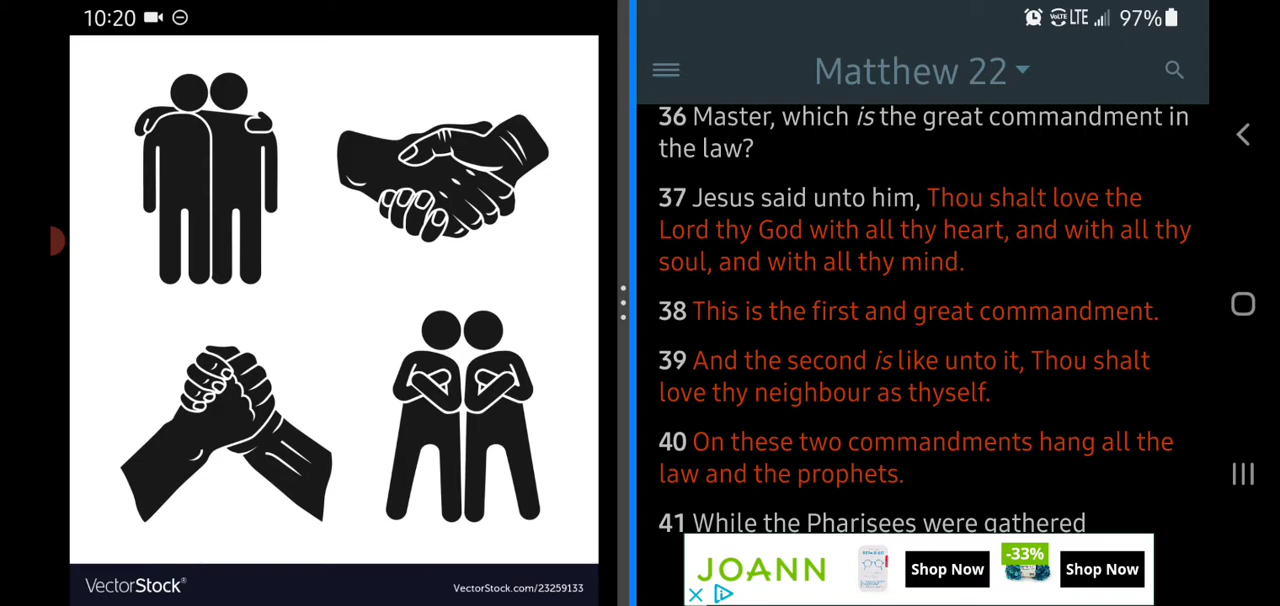 10:20
VectorStock®
VectorStock.com/23259133
VoLTE LTE 97%
Matthew 22
36 Master, which is the great commandment in
the law?
37 Jesus said unto him, Thou shalt love the
Lord thy God with all thy heart, and with all thy
soul, and with all thy mind.
38 This is the first and great commandment.
39 And the second is like unto it, Thou shalt
love thy neighbour as thyself.
40 On these two commandments hang all the
law and the prophets.
41 While the Pharisees were gathered
JOANN
Shop Now
-33%
Shop Now